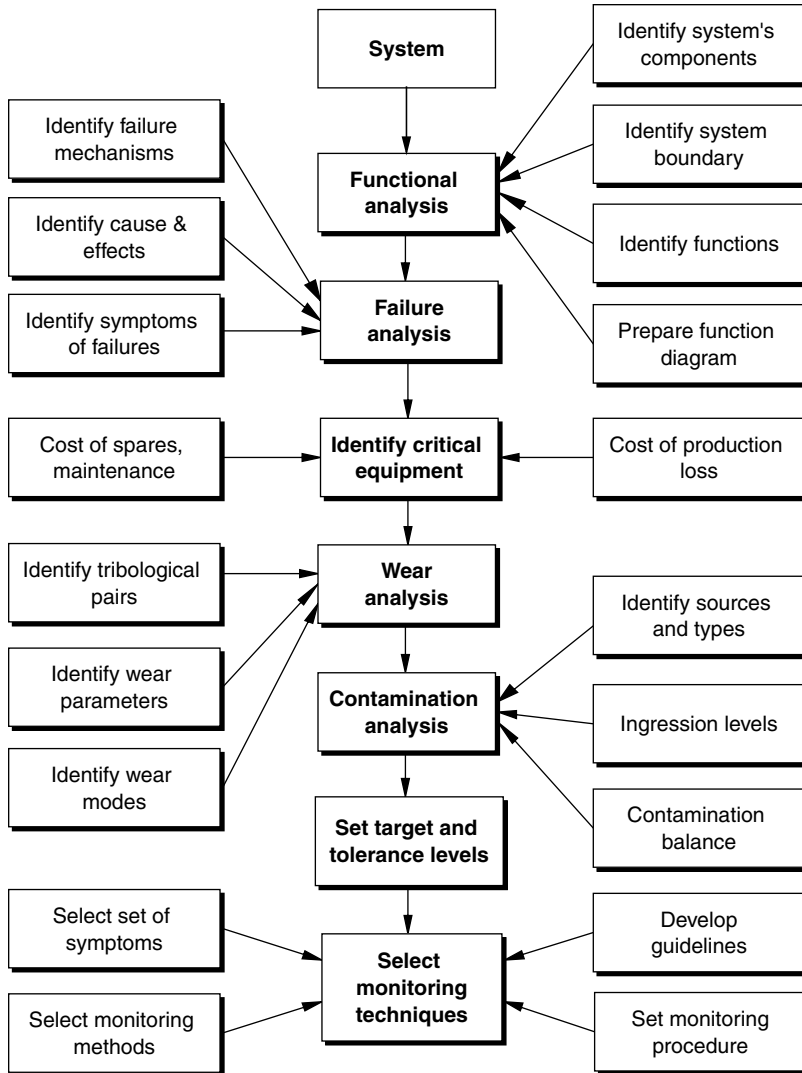 System
Identify system's
components
Identify failure
mechanisms
Identify system
boundary
Functional
analysis
Identify cause &
effects
Identify functions
Identify symptoms
of failures
Failure
analysis
Prepare function
diagram
Cost of spares,
maintenance
Identify critical
equipment
Cost of production
loss
Identify tribological
pairs
Wear
analysis
Identify sources
and types
Identify wear
parameters
Contamination
analysis
Ingression levels
Identify wear
modes
Set target and
tolerance levels
Contamination
balance
Select set of
symptoms
Develop
guidelines
Select
monitoring
techniques
Select monitoring
methods
Set monitoring
procedure